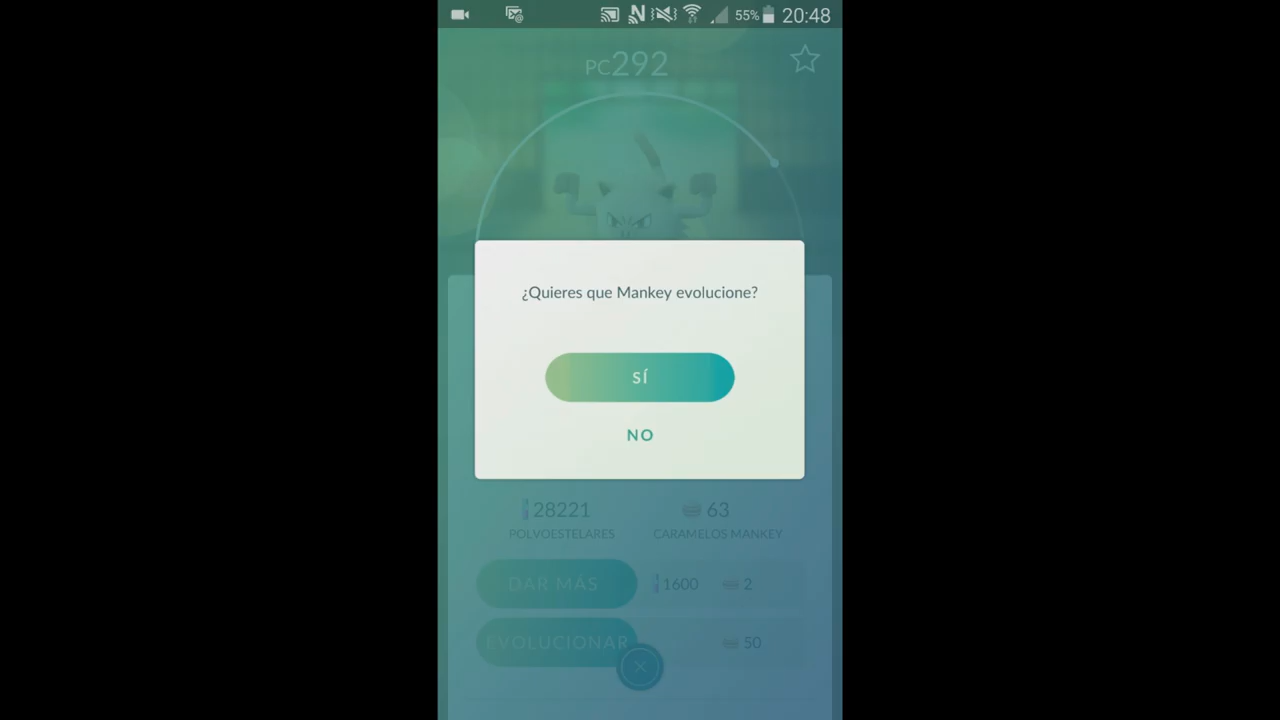 55% 20:48
PC292
¿Quieres que Mankey evolucione?
SÍ
NO
28221 63
POLVOESTELARES CARAMELOS MANKEY
DAR MÁS 1600 2
EVOLUCIONAR 50